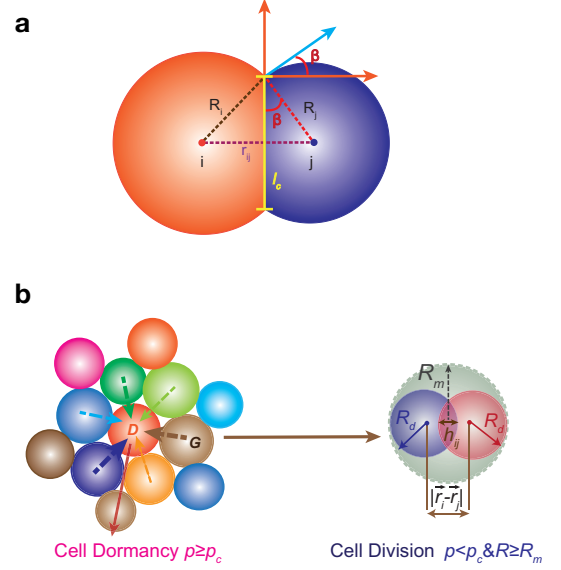 a
β
R_i
R_j
β
i
r_ij
j
l_c
b
R_m
D
G
R_d
h_ij
R_d
|r_i-r_j|
Cell Dormancy p≥p_c
Cell Division p<p_c&R≥R_m